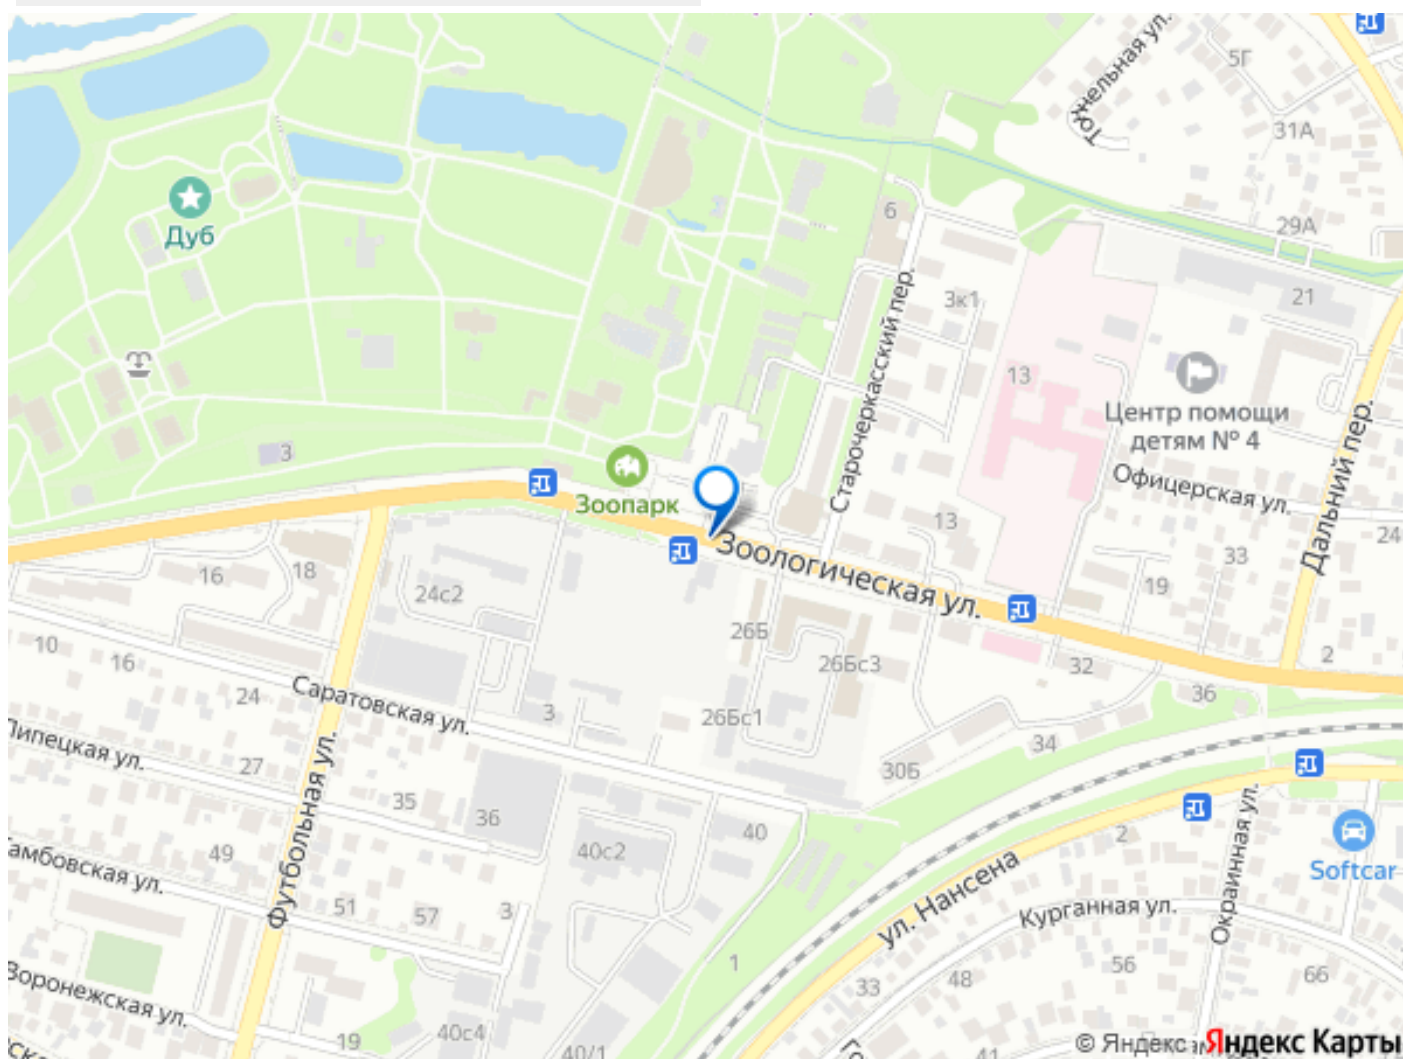 Тоннельная ул.
5Г
31А
29А
Дуб
6
Старочеркасский пер.
3к1
21
13
Центр помощи
детям № 4
Офицерская ул.
Дальний пер.
3
Зоопарк
13
24
33
19
Зоологическая ул.
16
18
24с2
26Б
26Бс3
32
2
36
10
16
24
Саратовская ул.
3
26Бс1
34
30Б
Липецкая ул.
27
35
36
40
40с2
2
Softcar
Футбольная ул.
49
Тамбовская ул.
51
57
3
ул. Нансена
Курганная ул.
Окраинная ул.
1
33
48
56
66
Воронежская ул.
19
40с4
40/1
41
© Яндекс Яндекс Карты